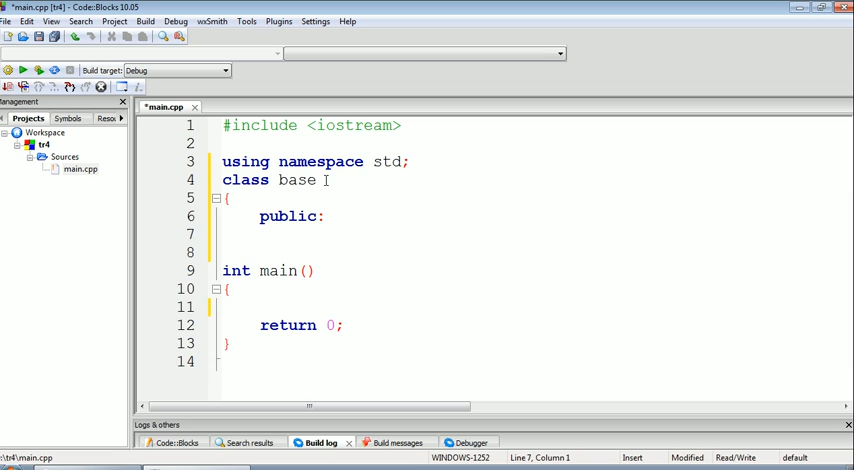 *main.cpp [tr4] - Code::Blocks 10.05
File Edit View Search Project Build Debug wxSmith Tools Plugins Settings Help
Build target: Debug
Management
Projects Symbols Resou
*main.cpp
Workspace
tr4
Sources
main.cpp
1 #include <iostream>
2
3 using namespace std;
4 class base
5 {
6 public:
7
8
9 int main()
10 {
11
12 return 0;
13 }
14
Logs & others
Code::Blocks Search results Build log Build messages Debugger
:\tr4\main.cpp WINDOWS-1252 Line 7, Column 1 Insert Modified Read/Write default